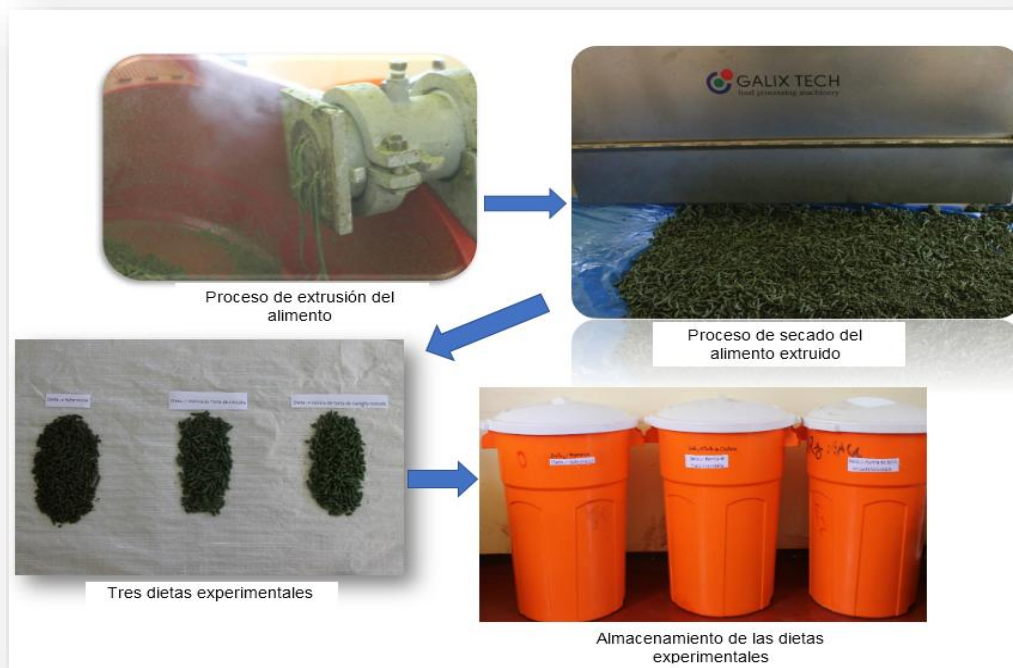 GALIX TECH
food processing machinery
Proceso de extrusión del
alimento
Proceso de secado del
alimento extruido
Dieta
Tres dietas experimentales
Almacenamiento de las dietas
experimentales